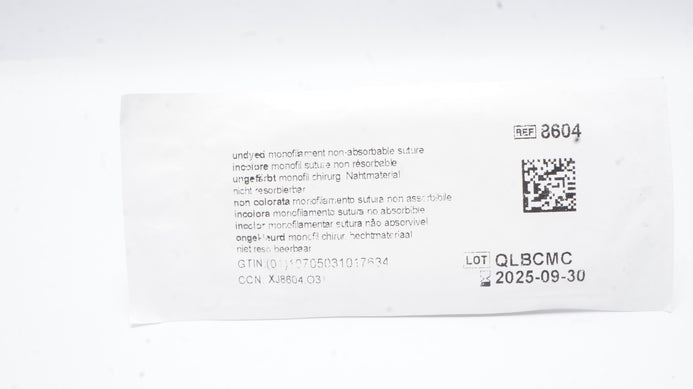 REF 8604
undyed monofilament non-absorbable suture
incolore monofil suture non résorbable
ungefärbt monofil chirurg. Nahtmaterial
nicht resorbierbar
non colorata monofilamento sutura non assorbibile
incolora monofilamento sutura no absorbible
incolor monofilamentar sutura não absorvível
ongekleurd monofil chirur. hechtmateriaal
niet resorbeerbaar
GTIN:(01)10705031017634
CCN: XJ8604.G31
LOT QLBCMC
2025-09-30